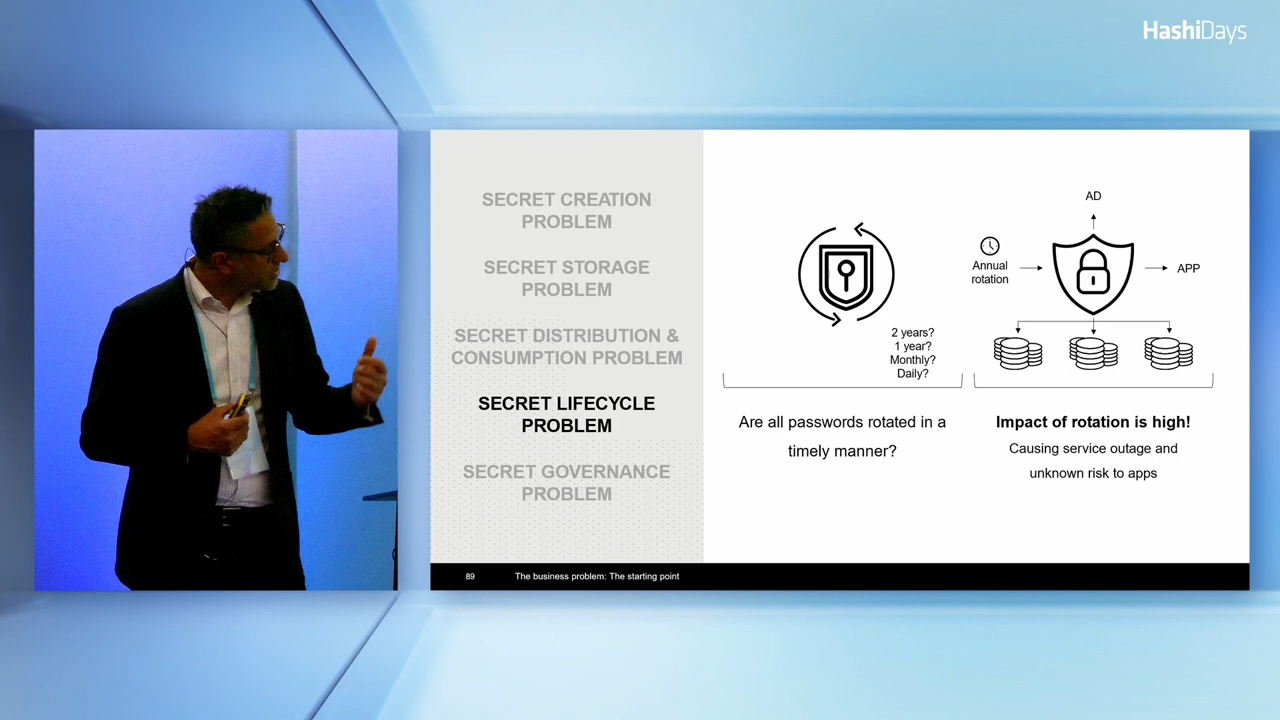 HashiDays
SECRET CREATION
PROBLEM
SECRET STORAGE
PROBLEM
SECRET DISTRIBUTION &
CONSUMPTION PROBLEM
SECRET LIFECYCLE
PROBLEM
SECRET GOVERNANCE
PROBLEM
2 years?
1 year?
Monthly?
Daily?
Are all passwords rotated in a
timely manner?
AD
Annual
rotation
APP
Impact of rotation is high!
Causing service outage and
unknown risk to apps
89
The business problem: The starting point